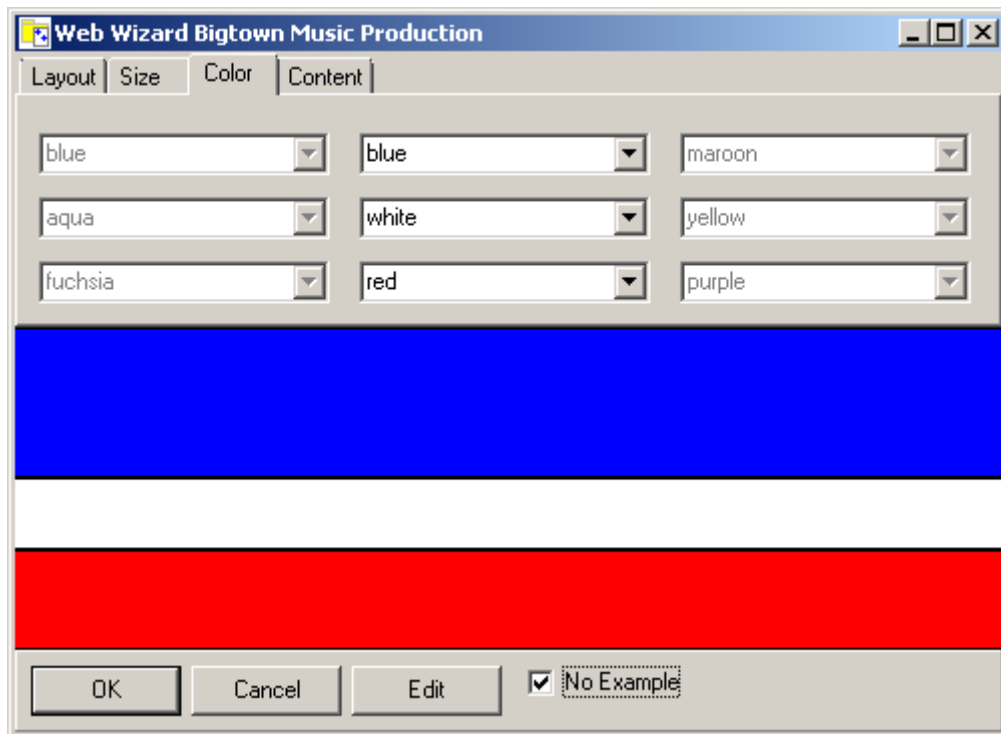 Web Wizard Bigtown Music Production
Layout Size Color Content
blue blue maroon
aqua white yellow
fuchsia red purple
OK Cancel Edit No Example